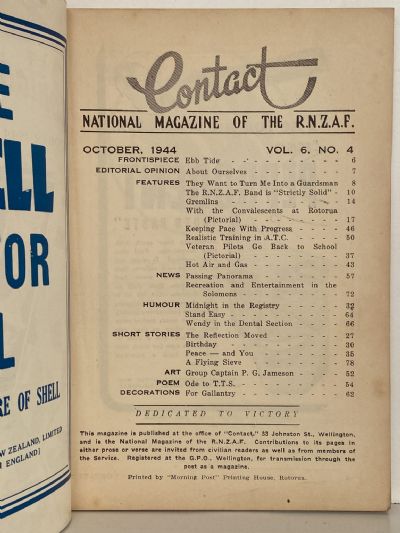 E
ELL
TOR
L
RE OF SHELL
NEW ZEALAND, LIMITED
ENGLAND]
Contact
NATIONAL MAGAZINE OF THE R.N.Z.A.F.
OCTOBER, 1944 VOL. 6, NO. 4
FRONTISPIECE Ebb Tide - - - - - - - - 6
EDITORIAL OPINION About Ourselves - - - - - - - 7
FEATURES They Want to Turn Me Into a Guardsman - 8
The R.N.Z.A.F. Band is "Strictly Solid" - - 10
Gremlins - - - - - - - - 14
With the Convalescents at Rotorua
(Pictorial) - - - - - - - 17
Keeping Pace With Progress - - - - 46
Realistic Training in A.T.C. - - - - - 50
Veteran Pilots Go Back to School
(Pictorial) - - - - - - - 37
Hot Air and Gas - - - - - - - 43
NEWS Passing Panorama - - - - - - 57
Recreation and Entertainment in the
Solomons - - - - - - - - 72
HUMOUR Midnight in the Registry - - - - - 32
Stand Easy - - - - - - - - 64
Wendy in the Dental Section - - - - 66
SHORT STORIES The Reflection Moved - - - - - - 27
Birthday - - - - - - - - 30
Peace — and You - - - - - - - 35
A Flying Sieve - - - - - - - 78
ART Group Captain P. G. Jameson - - - - 52
POEM Ode to T.T.S. - - - - - - - - 54
DECORATIONS For Gallantry - - - - - - - 62
DEDICATED TO VICTORY
This magazine is published at the office of "Contact," 53 Johnston St., Wellington,
and is the National Magazine of the R.N.Z.A.F. Contributions to its pages in
either prose or verse are invited from civilian readers as well as from members of
the Service. Registered at the G.P.O., Wellington, for transmission through the
post as a magazine.
Printed by "Morning Post" Printing House, Rotorua.